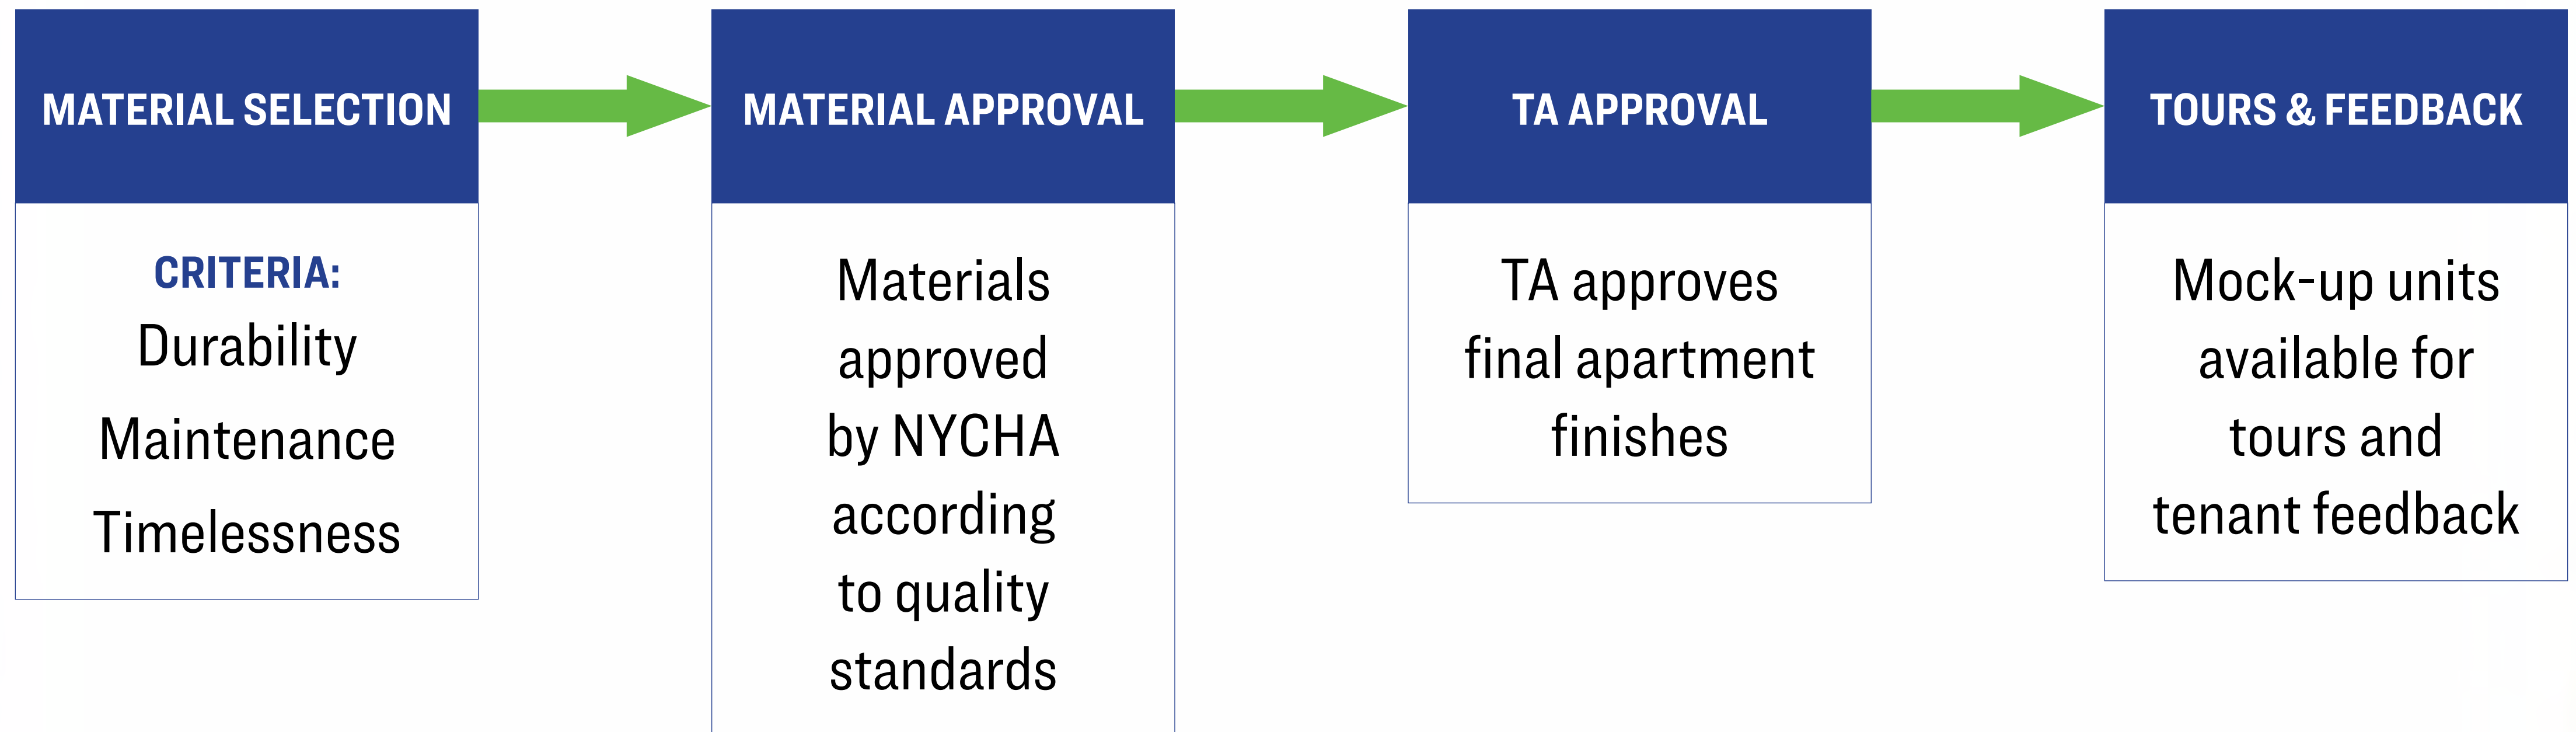 MATERIAL SELECTION
CRITERIA:
Durability
Maintenance
Timelessness
MATERIAL APPROVAL
Materials
approved
by NYCHA
according
to quality
standards
TA APPROVAL
TA approves
final apartment
finishes
TOURS & FEEDBACK
Mock-up units
available for
tours and
tenant feedback